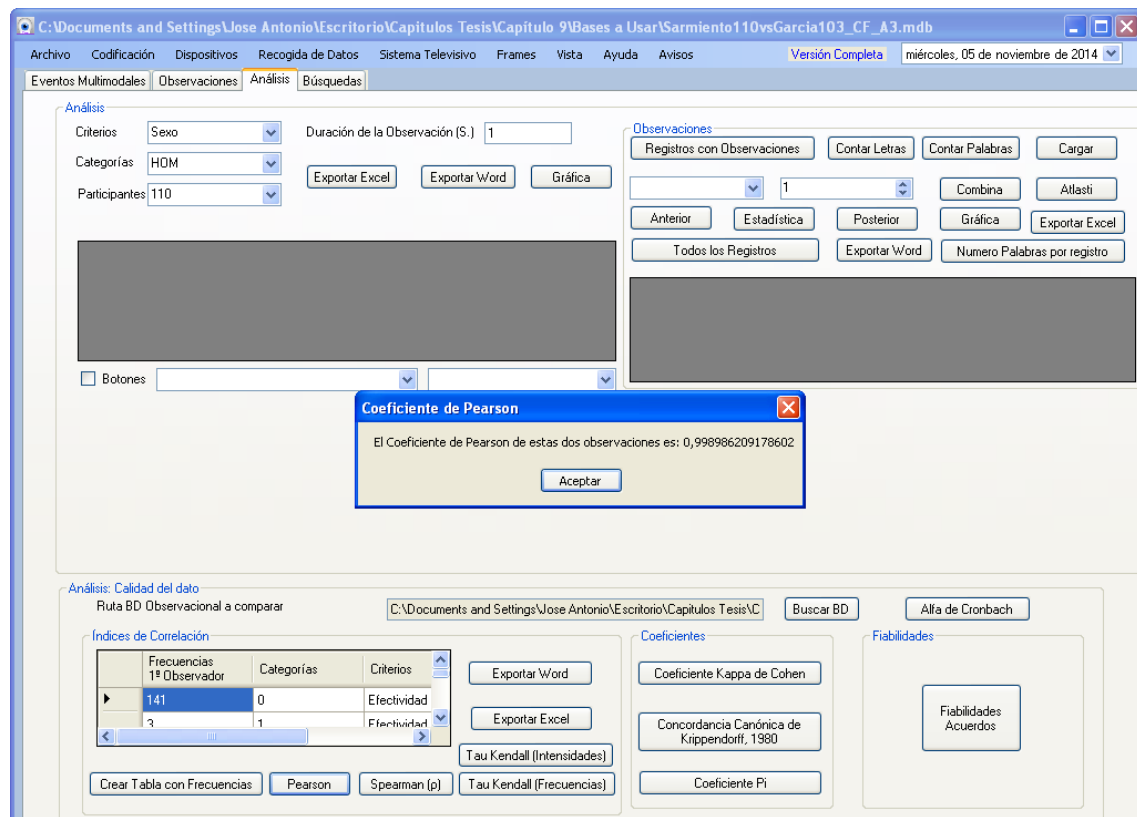 C:\Documents and Settings\Jose Antonio\Escritorio\Capitulos Tesis\Capítulo 9\Bases a Usar\Sarmiento110vsGarcia103_CF_A3.mdb
Archivo Codificación Dispositivos Recogida de Datos Sistema Televisivo Frames Vista Ayuda Avisos Versión Completa miércoles, 05 de noviembre de 2014
Eventos Multimodales Observaciones Análisis Búsquedas
Análisis
Criterios Sexo Duración de la Observación (S.) 1
Categorías HOM
Participantes 110
Exportar Excel Exportar Word Gráfica
Observaciones
Registros con Observaciones Contar Letras Contar Palabras Cargar
1 Combina Atlasti
Anterior Estadística Posterior Gráfica Exportar Excel
Todos los Registros Exportar Word Numero Palabras por registro
Botones
Coeficiente de Pearson
El Coeficiente de Pearson de estas dos observaciones es: 0,998986209178602
Aceptar
Análisis: Calidad del dato
Ruta BD Observacional a comparar C:\Documents and Settings\Jose Antonio\Escritorio\Capitulos Tesis\C Buscar BD Alfa de Cronbach
Índices de Correlación
Frecuencias
1º Observador Categorías Criterios
141 0 Efectividad
3 1 Efectividad
Exportar Word
Exportar Excel
Tau Kendall (Intensidades)
Crear Tabla con Frecuencias Pearson Spearman (ρ) Tau Kendall (Frecuencias)
Coeficientes
Coeficiente Kappa de Cohen
Concordancia Canónica de
Krippendorff, 1980
Coeficiente Pi
Fiabilidades
Fiabilidades
Acuerdos